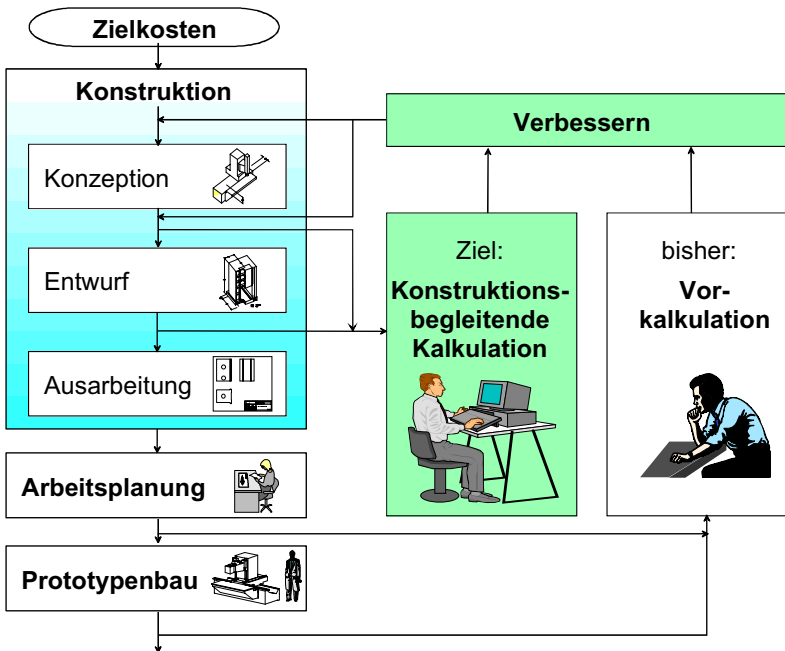 Zielkosten
Konstruktion
Konzeption
Entwurf
Ausarbeitung
Arbeitsplanung
Prototypenbau
Verbessern
Ziel:
Konstruktions-
begleitende
Kalkulation
bisher:
Vor-
kalkulation